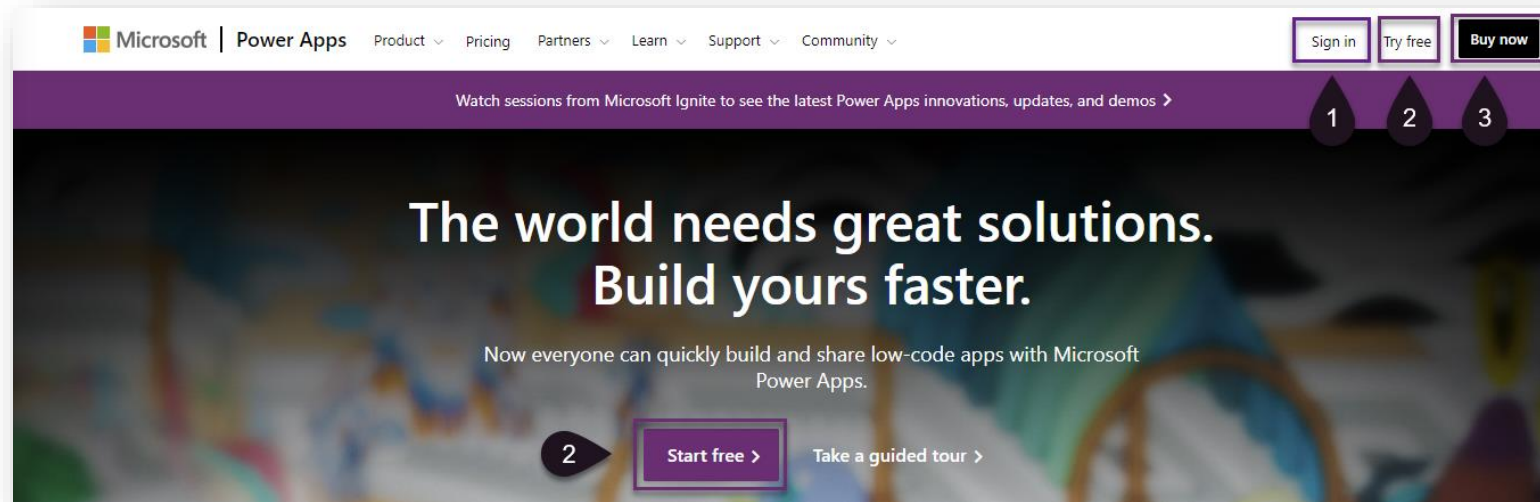 Microsoft | Power Apps Product Pricing Partners Learn Support Community Sign in Try free Buy now
Watch sessions from Microsoft Ignite to see the latest Power Apps innovations, updates, and demos >
1 2 3
The world needs great solutions.
Build yours faster.
Now everyone can quickly build and share low-code apps with Microsoft
Power Apps.
2 Start free > Take a guided tour >